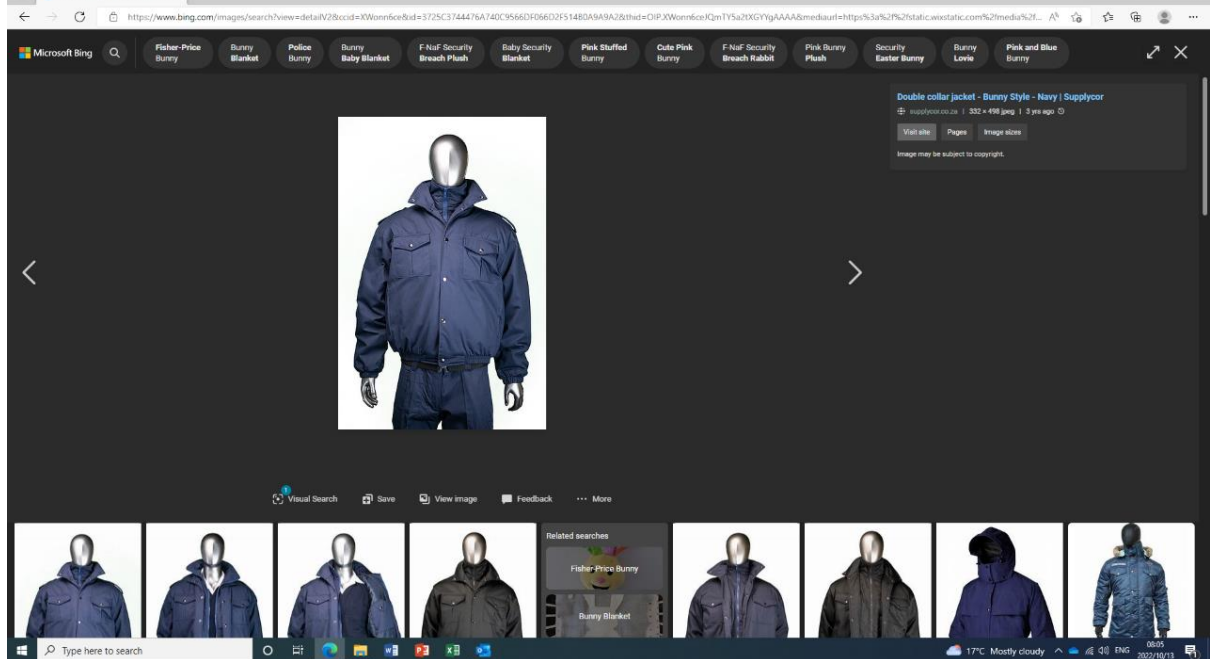 https://www.bing.com/images/search?view=detailV2&ccid=XWonn6ce&id=3725C3744476A740C9566DF066D2F514B0A9A9A2&thid=OIP.XWonn6ceJQmTY5a2tXGYYgAAAA&mediaurl=https%3a%2f%2fstatic.wixstatic.com%2fmedia%2f...
Microsoft Bing
Fisher-Price Bunny
Bunny Blanket
Police Bunny
Bunny Baby Blanket
F-NaF Security Breach Plush
Baby Security Blanket
Pink Stuffed Bunny
Cute Pink Bunny
F-NaF Security Breach Rabbit
Pink Bunny Plush
Security Easter Bunny
Bunny Lovie
Pink and Blue Bunny
Double collar jacket - Bunny Style - Navy | Supplycor
supplycor.co.za | 332 × 498 jpeg | 3 yrs ago
Visit site Pages Image sizes
Image may be subject to copyright.
1
Visual Search Save View image Feedback ··· More
Related searches
Fisher-Price Bunny
Bunny Blanket
Type here to search
17°C Mostly cloudy ENG
08:05
2022/10/13